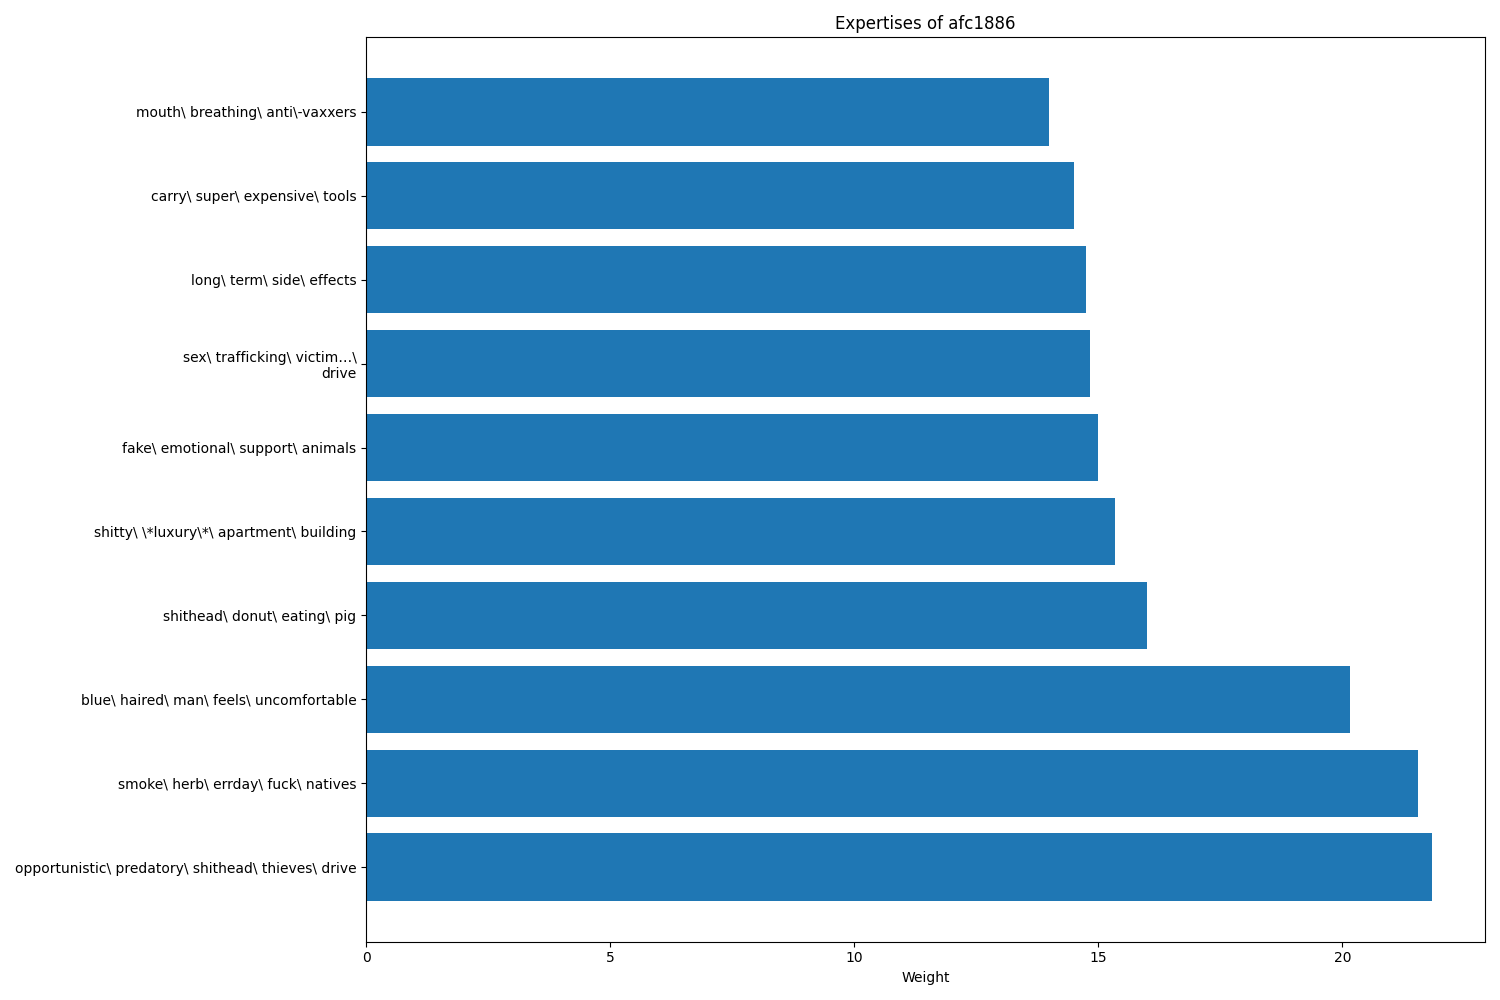 Expertises of afc1886
mouth\ breathing\ anti\-vaxxers
carry\ super\ expensive\ tools
long\ term\ side\ effects
sex\ trafficking\ victim…\
drive
fake\ emotional\ support\ animals
shitty\ \*luxury\*\ apartment\ building
shithead\ donut\ eating\ pig
blue\ haired\ man\ feels\ uncomfortable
smoke\ herb\ errday\ fuck\ natives
opportunistic\ predatory\ shithead\ thieves\ drive
0 5 10 15 20
Weight